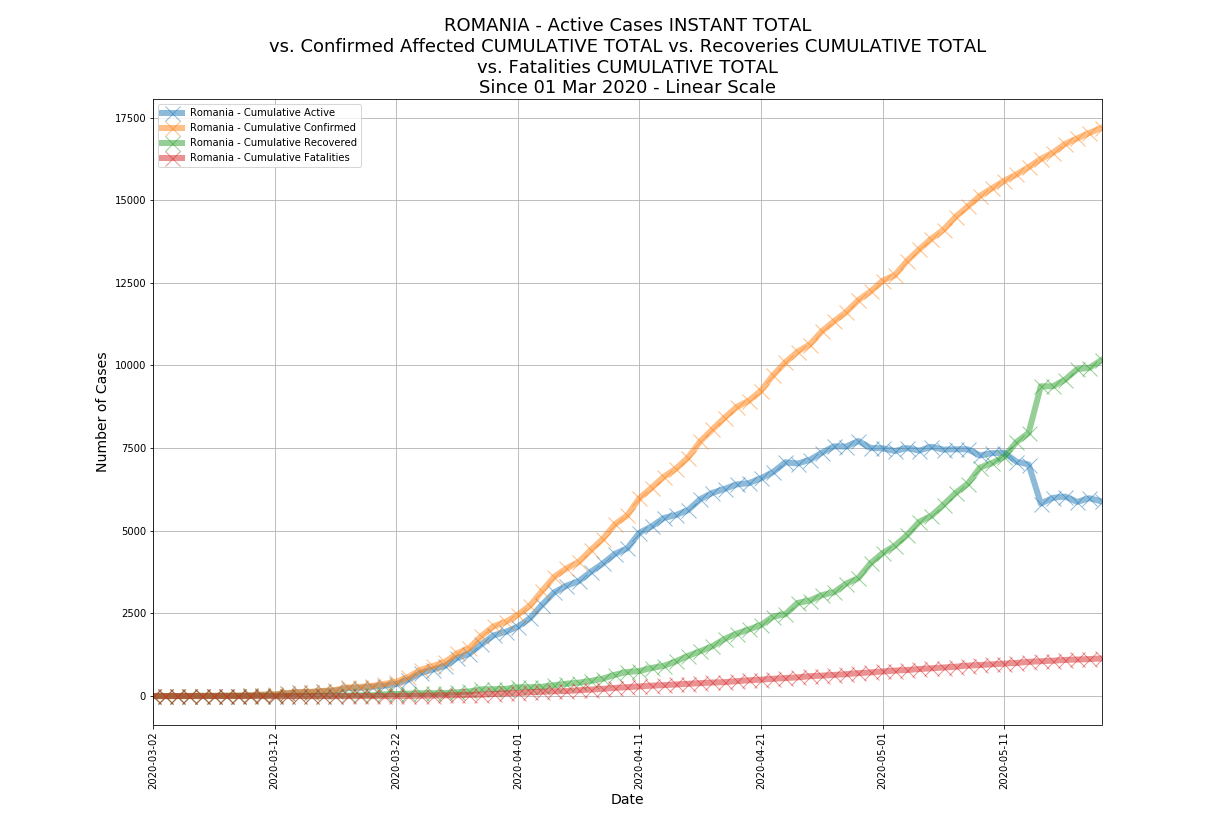 ROMANIA - Active Cases INSTANT TOTAL
vs. Confirmed Affected CUMULATIVE TOTAL vs. Recoveries CUMULATIVE TOTAL
vs. Fatalities CUMULATIVE TOTAL
Since 01 Mar 2020 - Linear Scale
Romania - Cumulative Active
Romania - Cumulative Confirmed
Romania - Cumulative Recovered
Romania - Cumulative Fatalities
Number of Cases
17500
15000
12500
10000
7500
5000
2500
0
2020-03-02
2020-03-12
2020-03-22
2020-04-01
2020-04-11
2020-04-21
2020-05-01
2020-05-11
Date